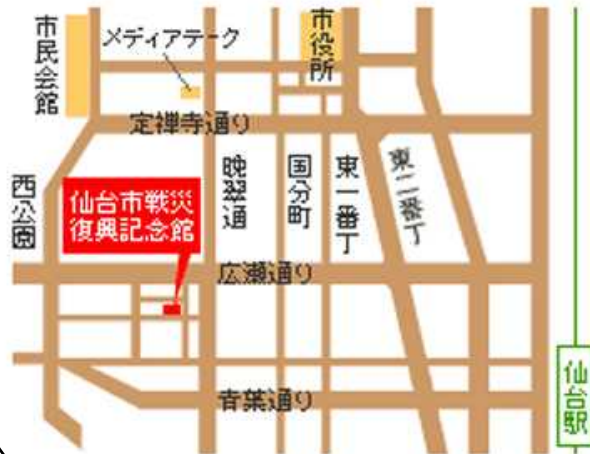 市民会館
メディアテーク
市役所
定禅寺通り
西公園
仙台市戦災
復興記念館
晩翠通
国分町
東一番丁
東二番丁
広瀬通り
青葉通り
仙台駅